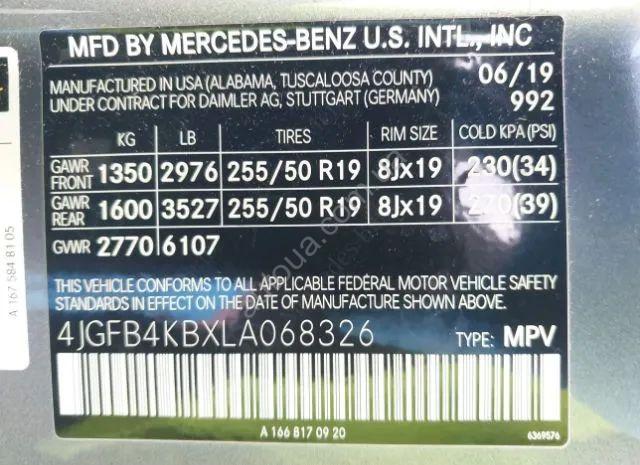 MFD BY MERCEDES-BENZ U.S. INTL., INC
MANUFACTURED IN USA (ALABAMA, TUSCALOOSA COUNTY) 06/19
UNDER CONTRACT FOR DAIMLER AG, STUTTGART (GERMANY) 992
KG LB TIRES RIM SIZE COLD KPA (PSI)
GAWR FRONT 1350 2976 255/50 R19 8Jx19 230(34)
GAWR REAR 1600 3527 255/50 R19 8Jx19 270(39)
GVWR 2770 6107
THIS VEHICLE CONFORMS TO ALL APPLICABLE FEDERAL MOTOR VEHICLE SAFETY
STANDARDS IN EFFECT ON THE DATE OF MANUFACTURE SHOWN ABOVE.
4JGFB4KBXLA068326 TYPE: MPV
A 166 817 09 20 6369576
A 167 584 81 05